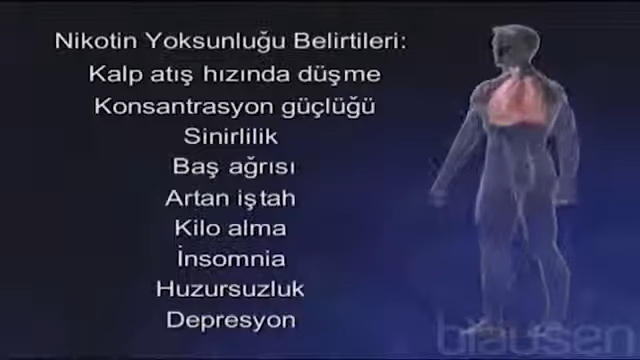 Nikotin Yoksunluğu Belirtileri:
Kalp atış hızında düşme
Konsantrasyon güçlüğü
Sinirlilik
Baş ağrısı
Artan iştah
Kilo alma
İnsomnia
Huzursuzluk
Depresyon
blausen